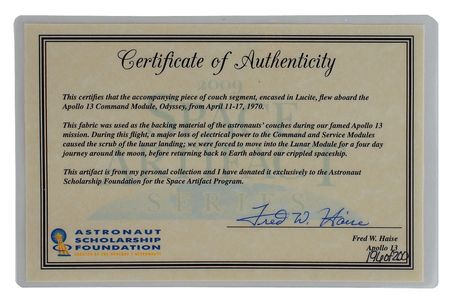 Certificate of Authenticity
2009
SPACE
ARTIFACT
SERIES
This certifies that the accompanying piece of couch segment, encased in Lucite, flew aboard the
Apollo 13 Command Module, Odyssey, from April 11-17, 1970.
This fabric was used as the backing material of the astronauts' couches during our famed Apollo 13
mission. During this flight, a major loss of electrical power to the Command and Service Modules
caused the scrub of the lunar landing; we were forced to move into the Lunar Module for a four day
journey around the moon, before returning back to Earth aboard our crippled spaceship.
This artifact is from my personal collection and I have donated it exclusively to the Astronaut
Scholarship Foundation for the Space Artifact Program.
Fred W. Haise
ASTRONAUT
SCHOLARSHIP
FOUNDATION
Fred W. Haise
Apollo 13
196 of 200